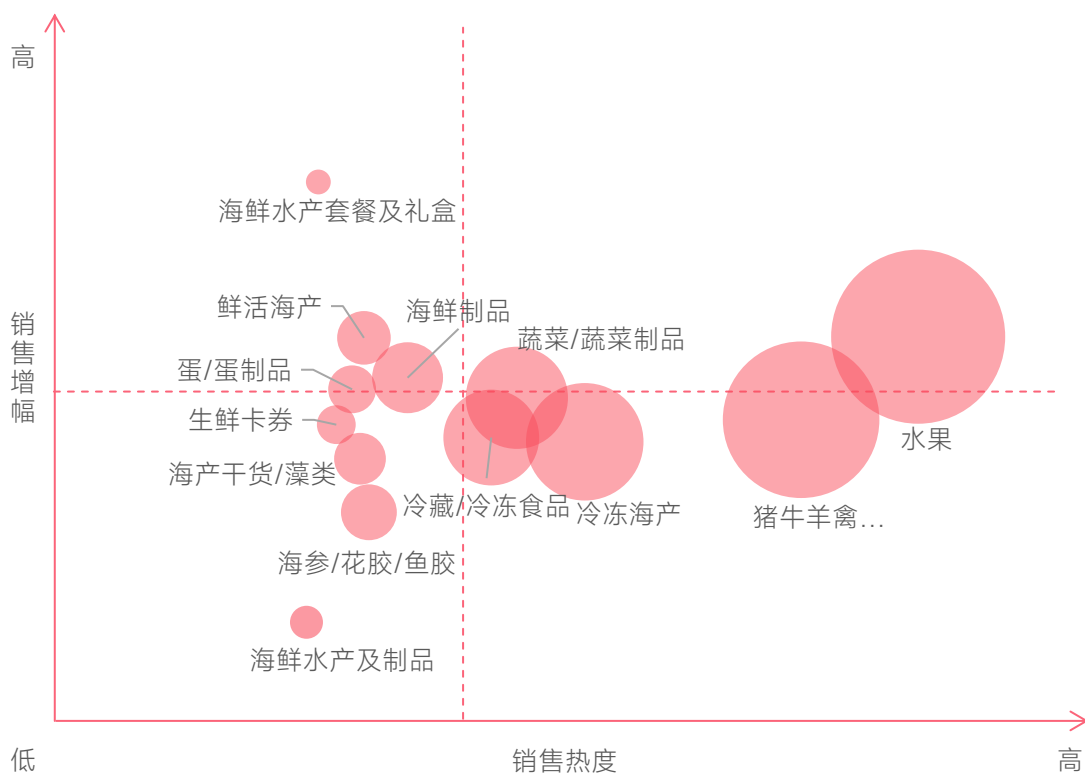 高
海鲜水产套餐及礼盒
鲜活海产
海鲜制品
销售增幅
蔬菜/蔬菜制品
蛋/蛋制品
生鲜卡券
水果
海产干货/藻类
冷藏/冷冻食品
冷冻海产
猪牛羊禽...
海参/花胶/鱼胶
海鲜水产及制品
低
销售热度
高